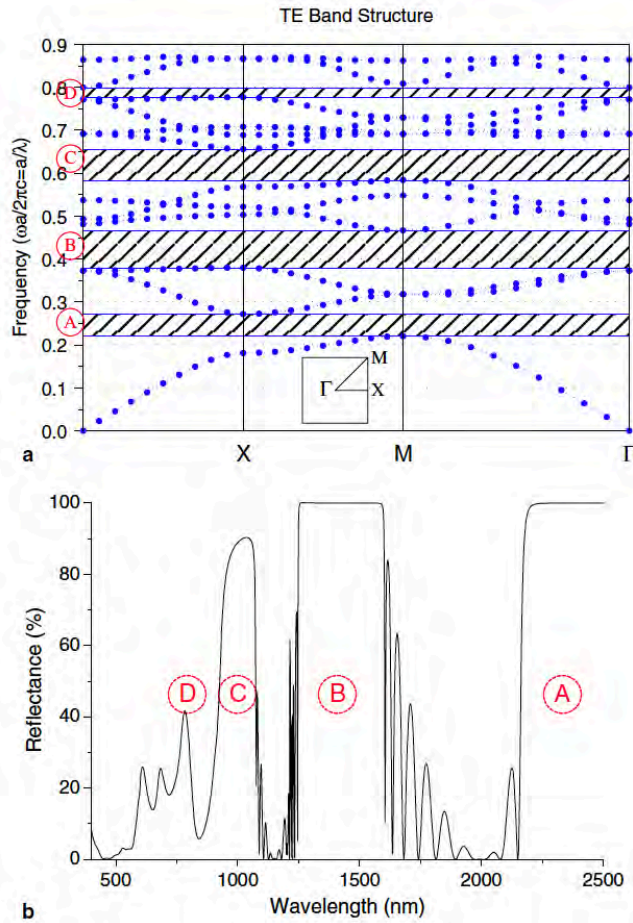 TE Band Structure
Frequency (ωa/2πc=a/λ)
0.9
0.8
0.7
0.6
0.5
0.4
0.3
0.2
0.1
0.0
D
C
B
A
M
Γ
X
X
M
Γ
a
Reflectance (%)
100
80
60
40
20
0
D
C
B
A
500
1000
1500
2000
2500
Wavelength (nm)
b